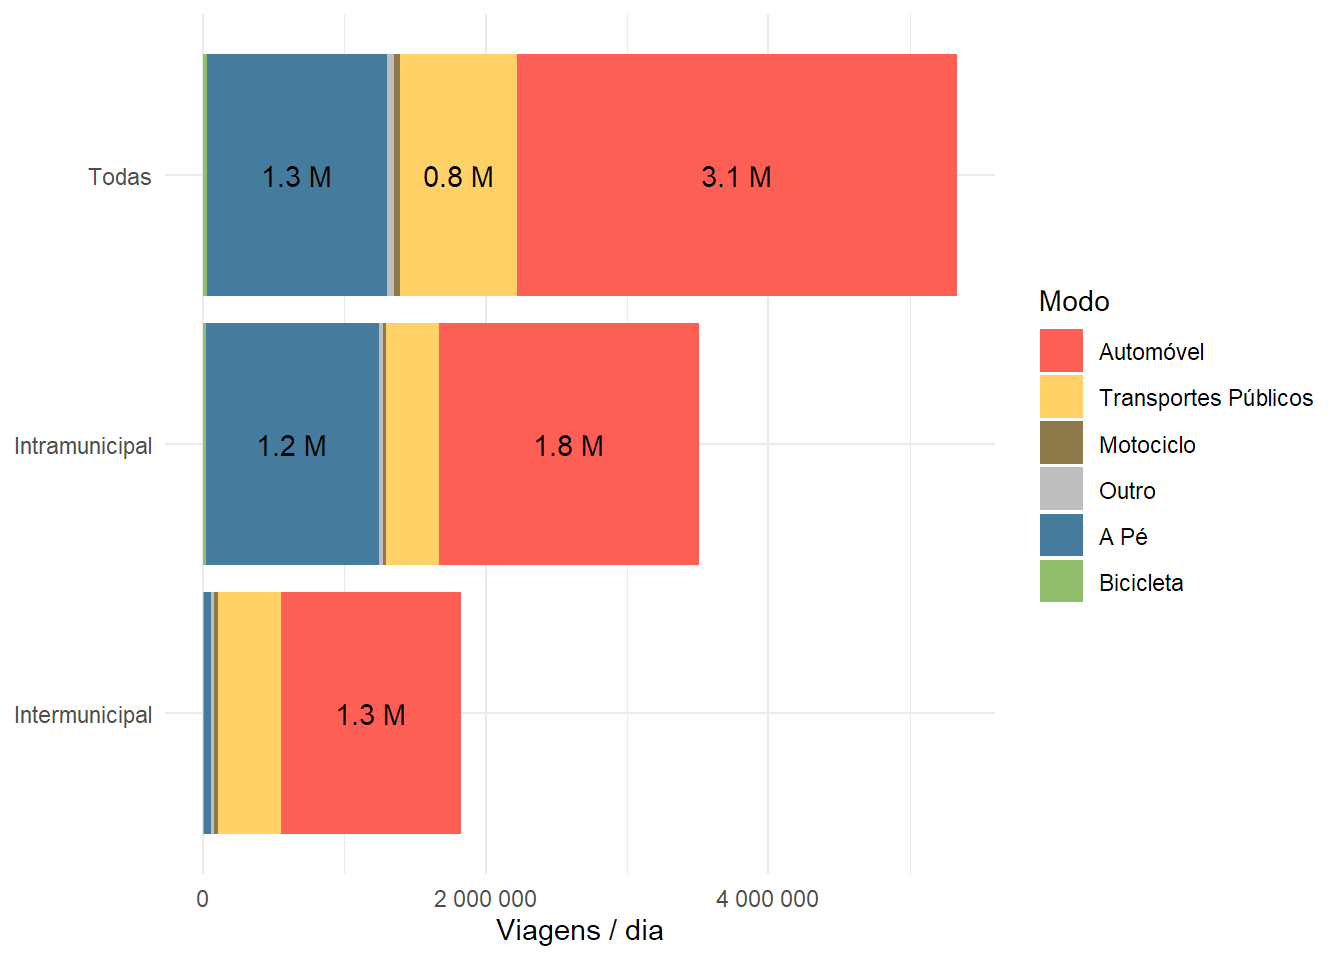 Todas
1.3 M
0.8 M
3.1 M
Intramunicipal
1.2 M
1.8 M
Intermunicipal
1.3 M
0
2 000 000
4 000 000
Viagens / dia
Modo
Automóvel
Transportes Públicos
Motociclo
Outro
A Pé
Bicicleta